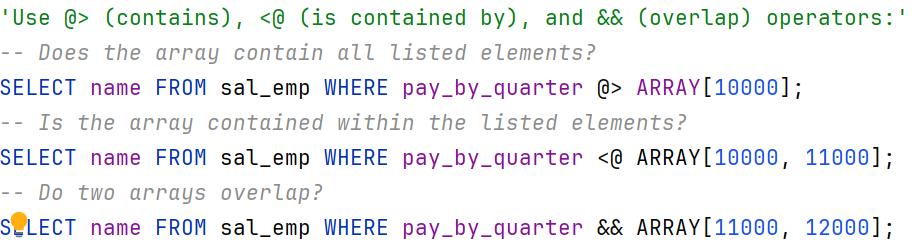 'Use @> (contains), <@ (is contained by), and && (overlap) operators:'
-- Does the array contain all listed elements?
SELECT name FROM sal_emp WHERE pay_by_quarter @> ARRAY[10000];
-- Is the array contained within the listed elements?
SELECT name FROM sal_emp WHERE pay_by_quarter <@ ARRAY[10000, 11000];
-- Do two arrays overlap?
SELECT name FROM sal_emp WHERE pay_by_quarter && ARRAY[11000, 12000];